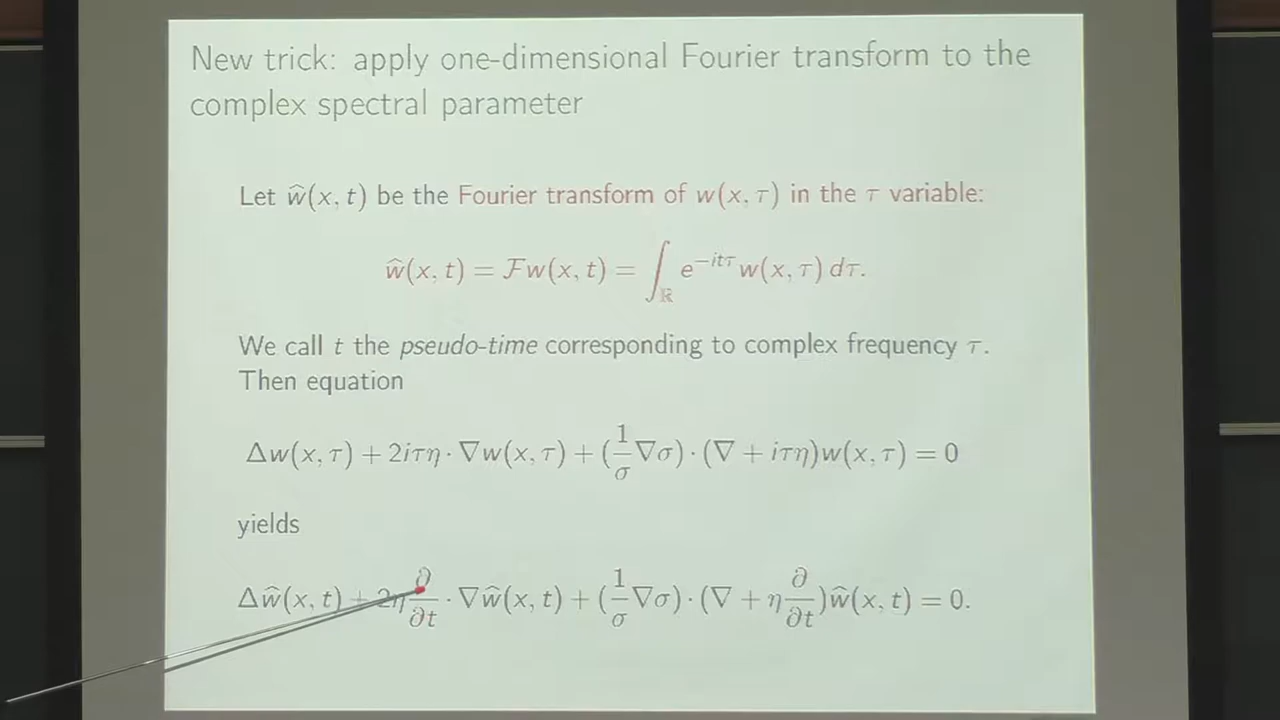 New trick: apply one-dimensional Fourier transform to the
complex spectral parameter
Let ŵ(x, t) be the Fourier transform of w(x, τ) in the τ variable:
ŵ(x, t) = ℱw(x, t) = ∫_ℝ e^{−itτ} w(x, τ) dτ.
We call t the pseudo-time corresponding to complex frequency τ.
Then equation
Δw(x, τ) + 2iτη · ∇w(x, τ) + (1/σ ∇σ) · (∇ + iτη)w(x, τ) = 0
yields
Δŵ(x, t) + 2η ∂/∂t · ∇ŵ(x, t) + (1/σ ∇σ) · (∇ + η ∂/∂t)ŵ(x, t) = 0.